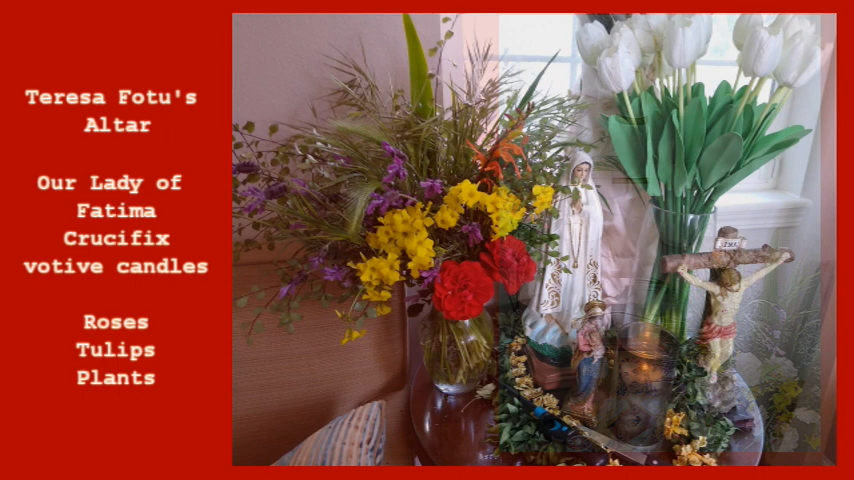 Teresa Fotu's
Altar
Our Lady of
Fatima
Crucifix
votive candles
Roses
Tulips
Plants